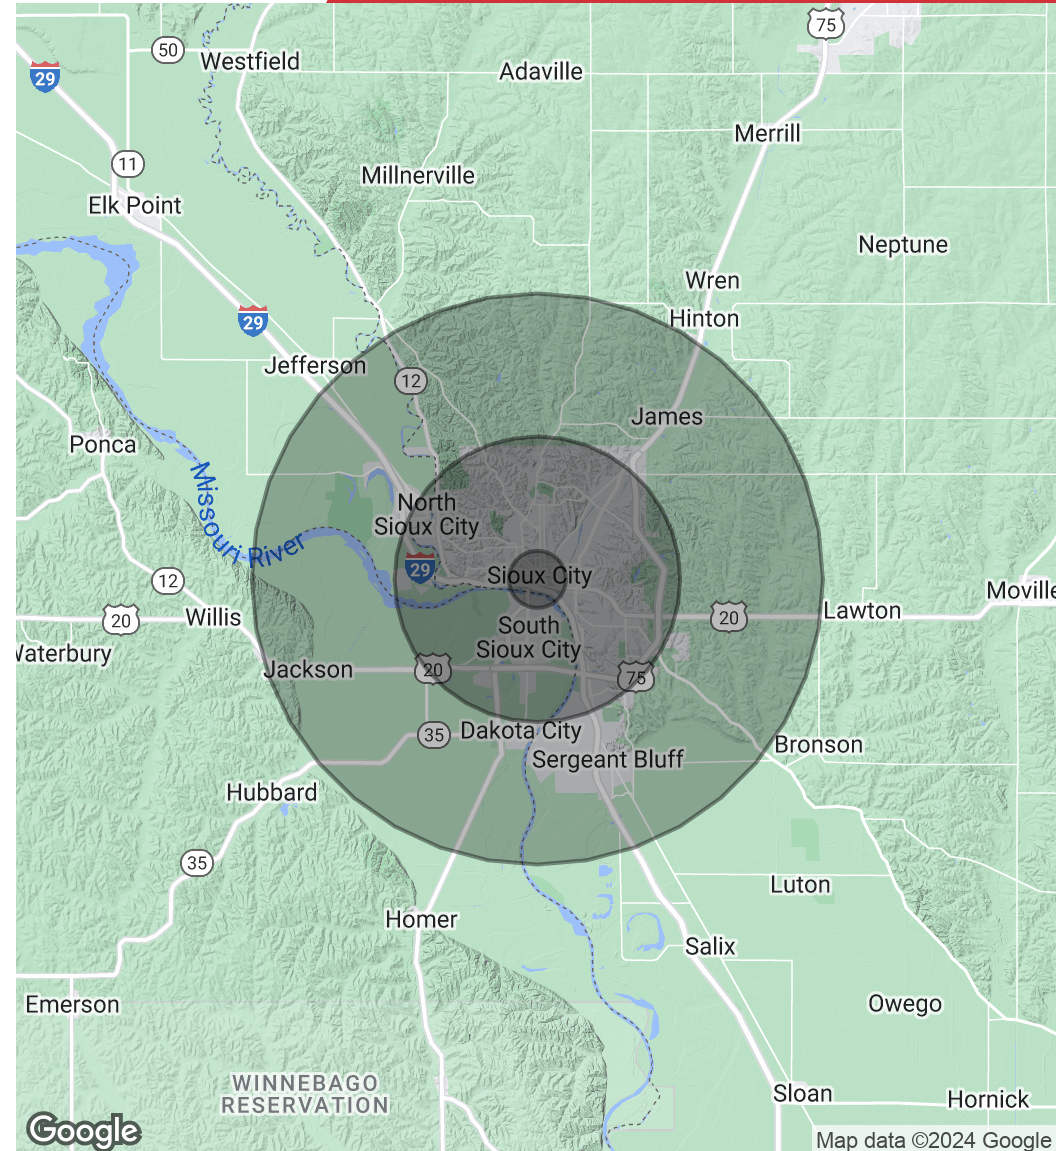 75
50
Westfield
Adaville
29
Merrill
11
Millnerville
Elk Point
Neptune
Wren
29
Hinton
Jefferson
12
James
Ponca
Missouri River
North
Sioux City
29
Sioux City
12
Moville
20
Willis
20
Lawton
South
Sioux City
Waterbury
Jackson
20
75
35
Dakota City
Bronson
Sergeant Bluff
Hubbard
35
Luton
Homer
Salix
Emerson
Owego
WINNEBAGO
RESERVATION
Sloan
Hornick
Google
Map data ©2024 Google